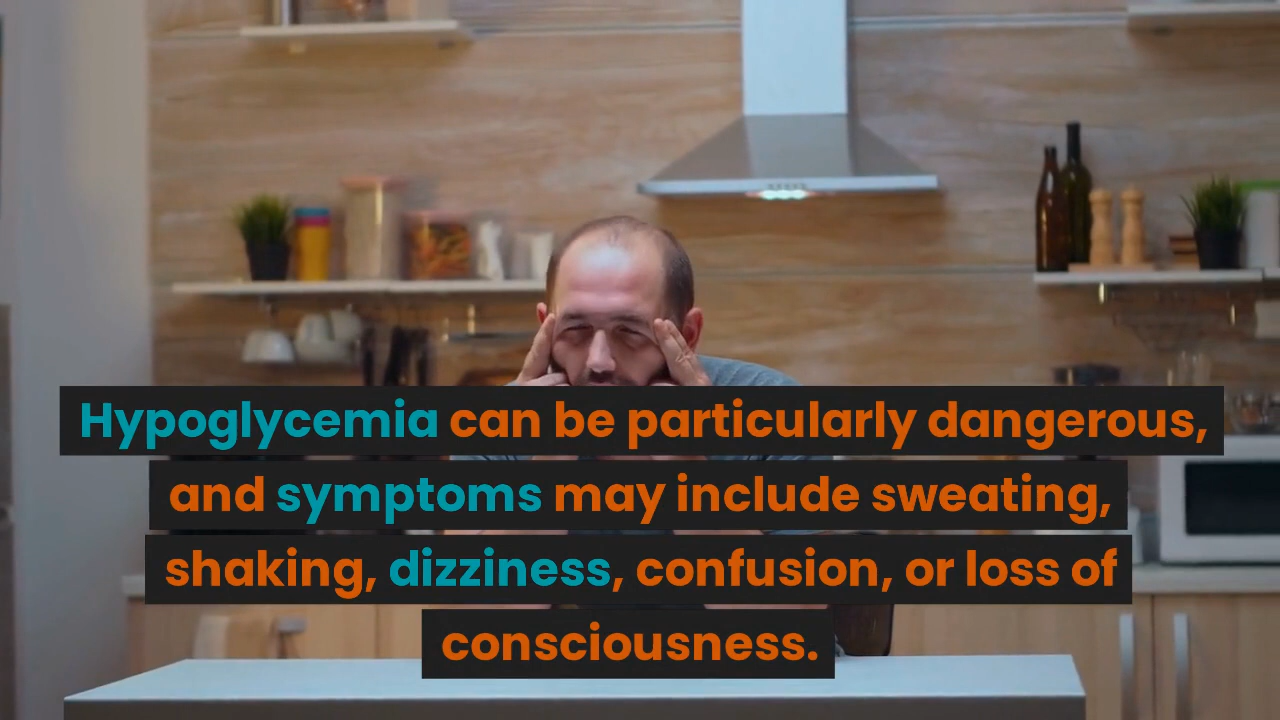 Hypoglycemia can be particularly dangerous,
and symptoms may include sweating,
shaking, dizziness, confusion, or loss of
consciousness.